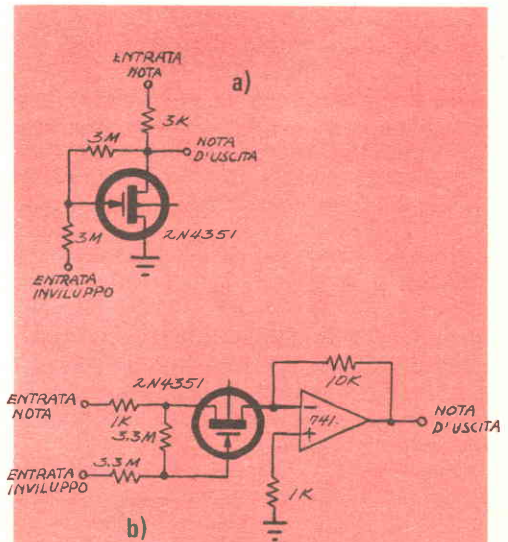 ENTRATA
NOTA
a)
3K
3M
NOTA
D'USCITA
2N4351
3M
ENTRATA
INVILUPPO
2N4351
10K
ENTRATA
NOTA
1K
3.3M
741.
NOTA
D'USCITA
-
+
3.3M
ENTRATA
INVILUPPO
1K
b)